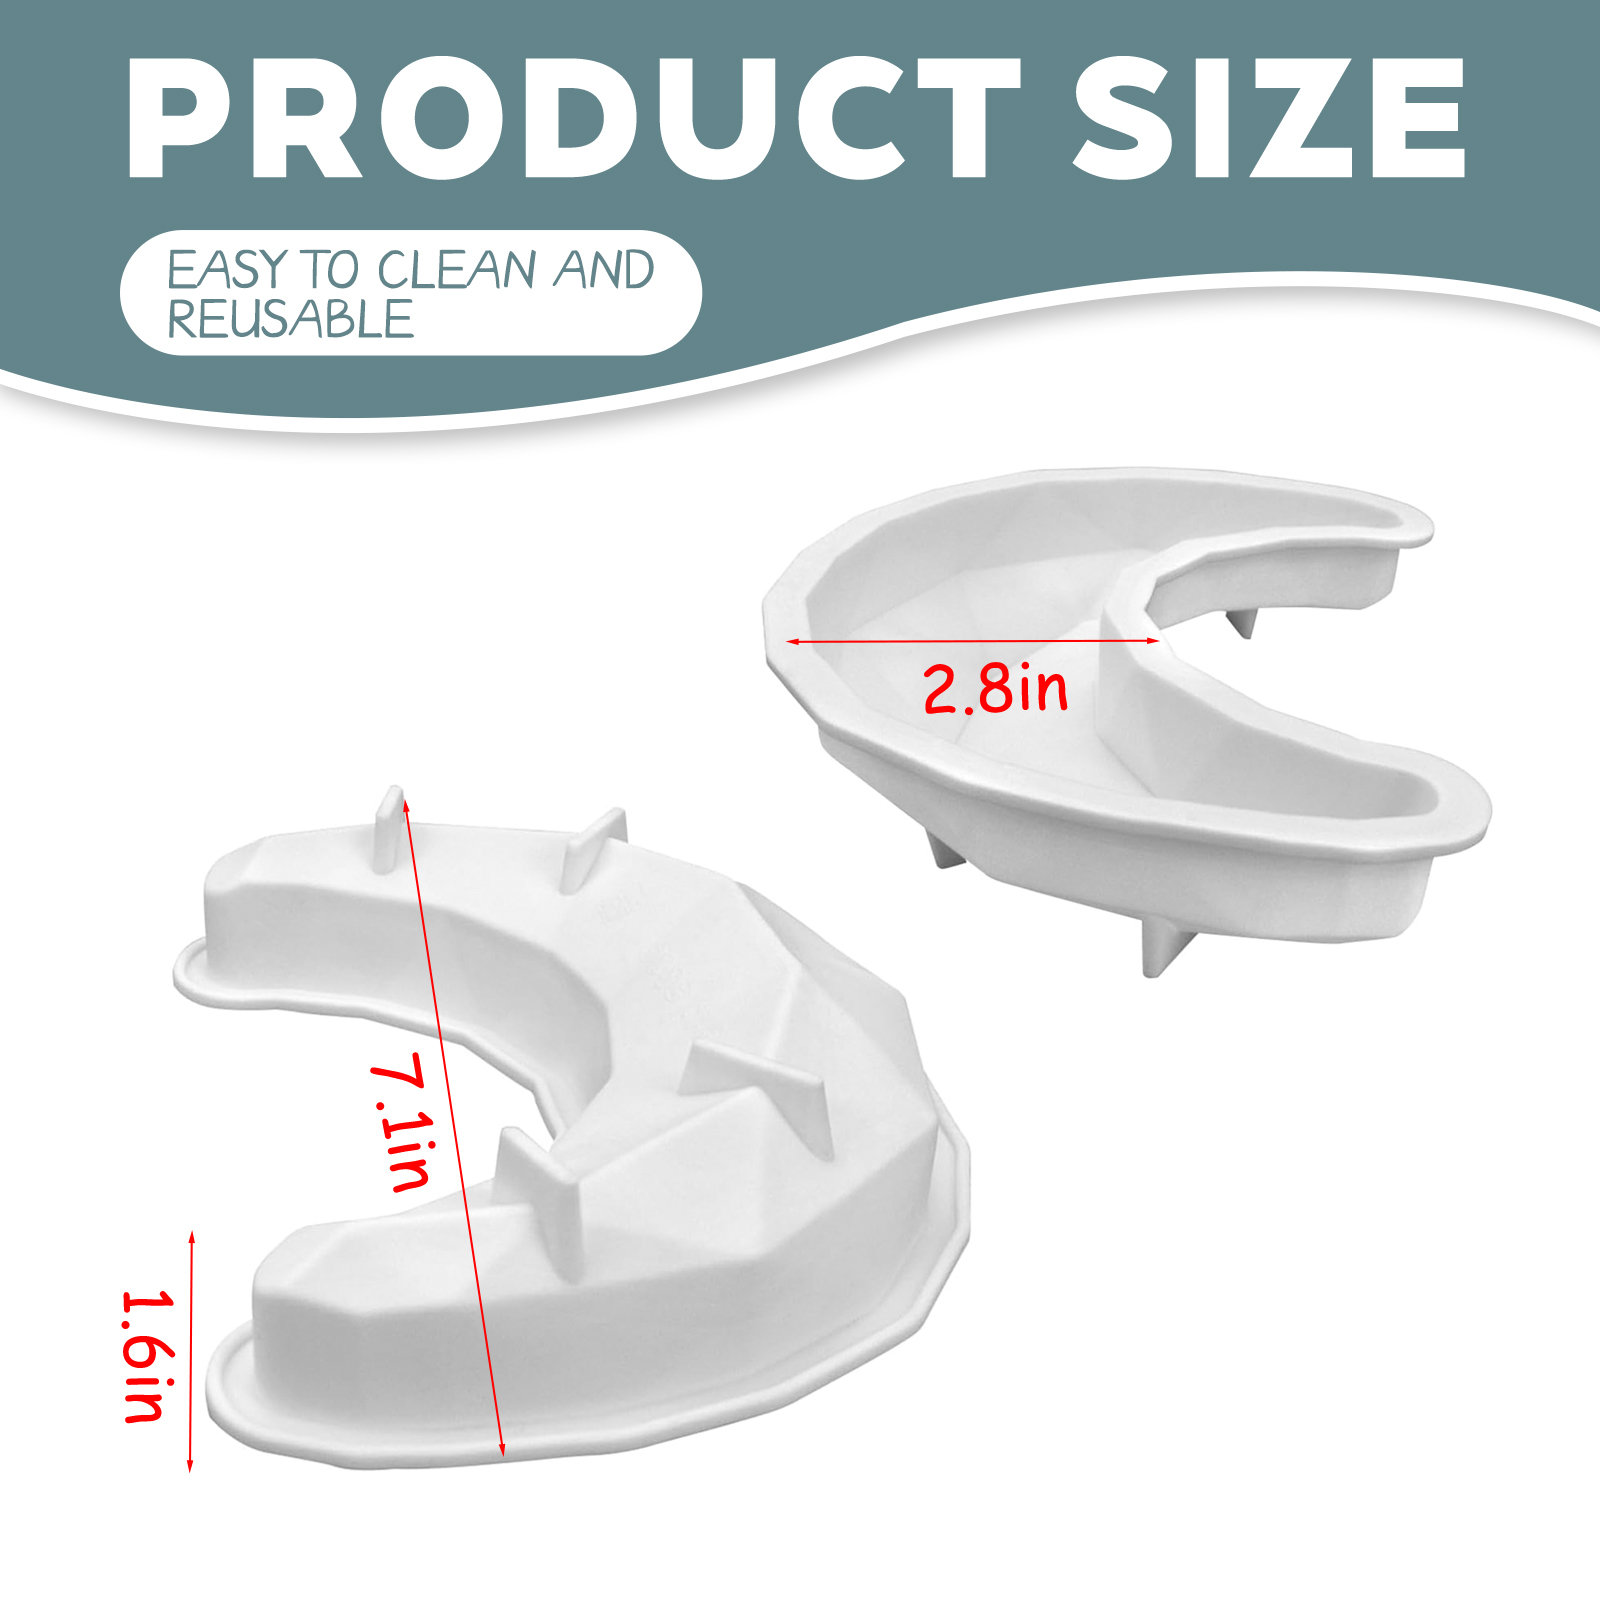 PRODUCT SIZE
EASY TO CLEAN AND
REUSABLE
2.8in
7.1in
1.6in